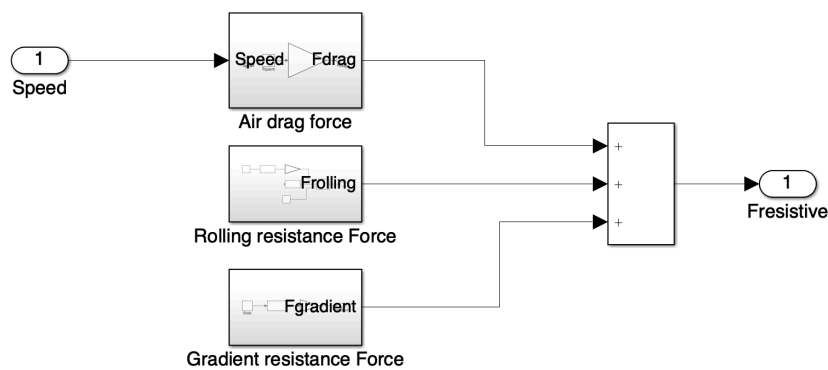 1
Speed
Speed
Fdrag
Air drag force
Frolling
Rolling resistance Force
Fgradient
Gradient resistance Force
+
+
+
1
Fresistive